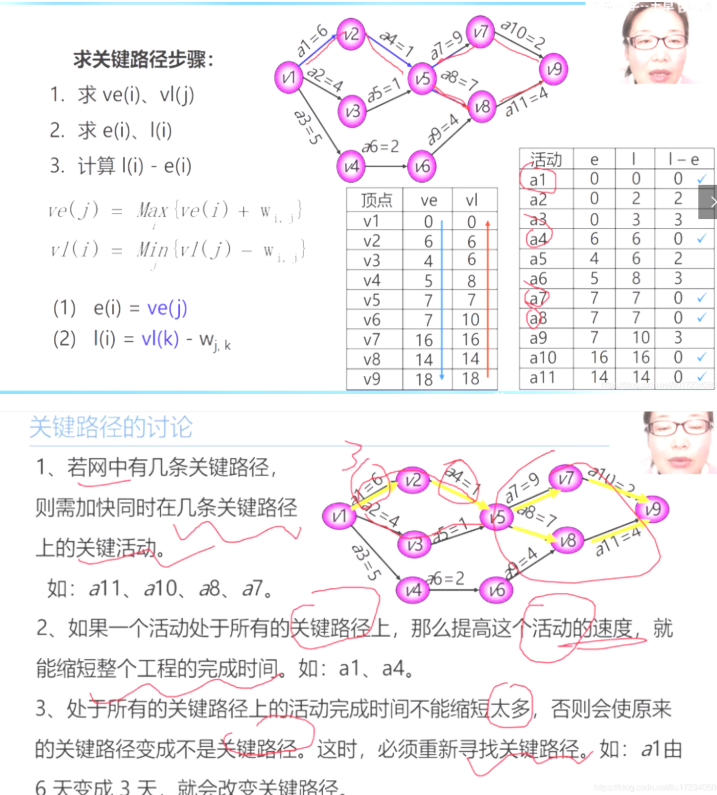 求关键路径步骤:
1. 求 ve(i)、vl(j)
2. 求 e(i)、l(i)
3. 计算 l(i) - e(i)
ve(j) = Max{ve(i) + w i, j}
i
vl(i) = Min{vl(j) - w i, j}
j
(1) e(i) = ve(j)
(2) l(i) = vl(k) - w j, k
v1 v2 v3 v4 v5 v6 v7 v8 v9
a1=6 a2=4 a3=5 a4=1 a5=1 a6=2 a7=9 a8=7 a9=4 a10=2 a11=4
顶点 ve vl
v1 0 0
v2 6 6
v3 4 6
v4 5 8
v5 7 7
v6 7 10
v7 16 16
v8 14 14
v9 18 18
活动 e l l – e
a1 0 0 0 ✓
a2 0 2 2
a3 0 3 3
a4 6 6 0 ✓
a5 4 6 2
a6 5 8 3
a7 7 7 0 ✓
a8 7 7 0 ✓
a9 7 10 3
a10 16 16 0 ✓
a11 14 14 0 ✓
关键路径的讨论
1、若网中有几条关键路径，
则需加快同时在几条关键路径
上的关键活动。
如：a11、a10、a8、a7。
3
v1 v2 v3 v4 v5 v6 v7 v8 v9
a1=6 a2=4 a3=5 a4=1 a5=1 a6=2 a7=9 a8=7 a9=4 a10=2 a11=4
2、如果一个活动处于所有的关键路径上，那么提高这个活动的速度，就
能缩短整个工程的完成时间。如：a1、a4。
3、处于所有的关键路径上的活动完成时间不能缩短太多，否则会使原来
的关键路径变成不是关键路径。这时，必须重新寻找关键路径。如：a1由
6 天变成 3 天，就会改变关键路径。